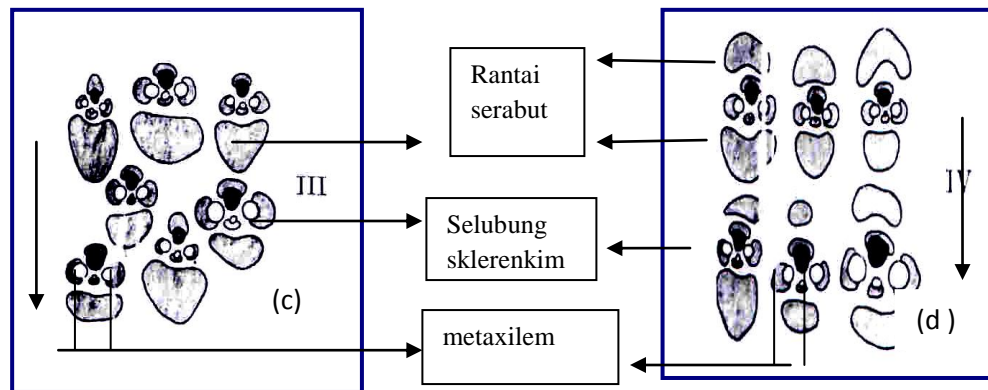 Rantai
serabut
III
IV
Selubung
sklerenkim
(c)
(d )
metaxilem